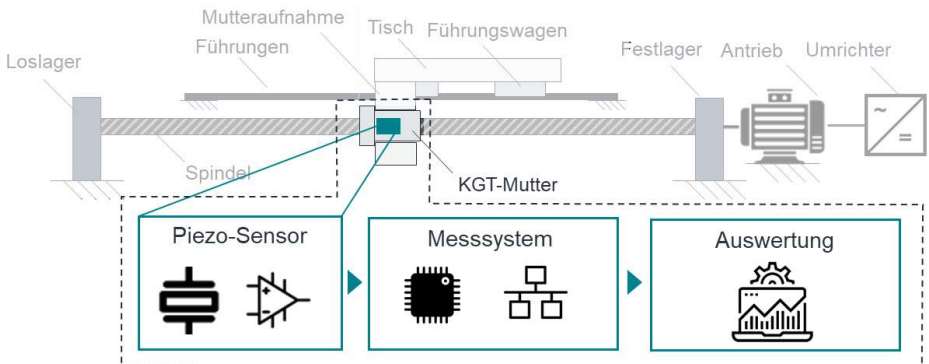 Mutteraufnahme
Tisch
Führungswagen
Führungen
Festlager
Antrieb
Umrichter
Loslager
Spindel
KGT-Mutter
Piezo-Sensor
Messsystem
Auswertung